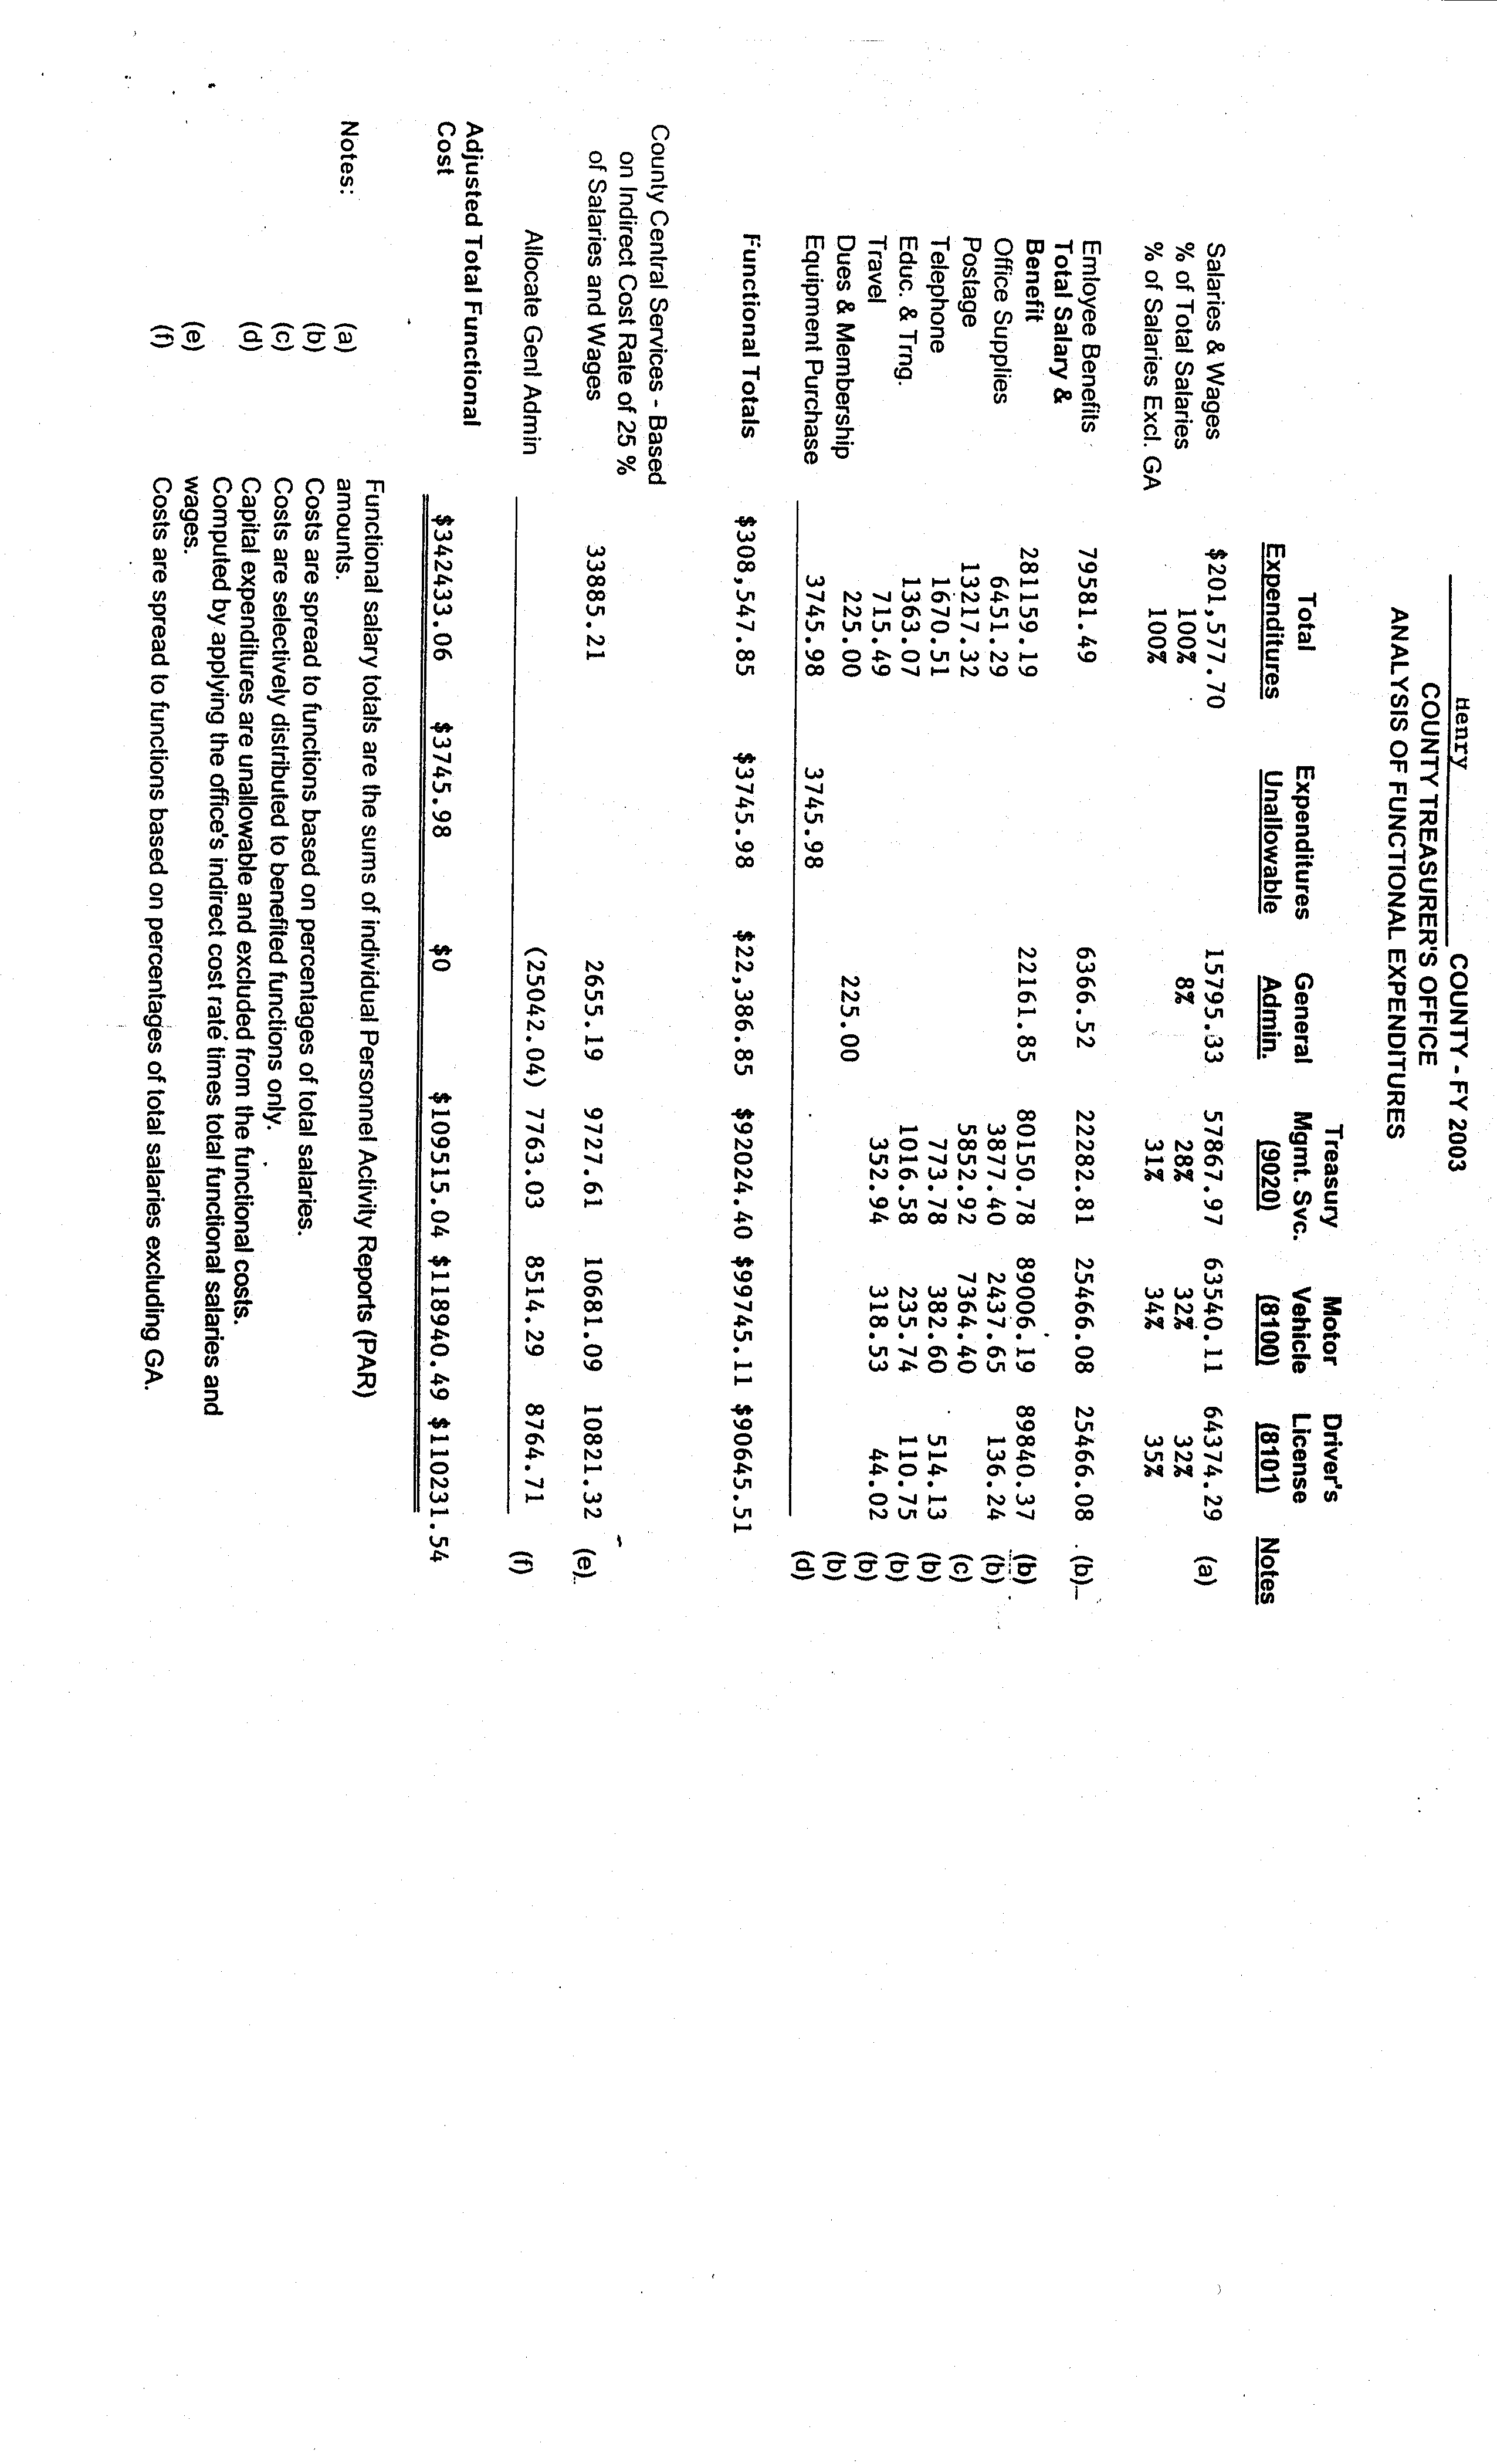 Henry COUNTY - FY 2003
COUNTY TREASURER'S OFFICE
ANALYSIS OF FUNCTIONAL EXPENDITURES
Treasury Motor Driver's
Total Expenditures General Mgmt. Svc. Vehicle License
Expenditures Unallowable Admin. (9020) (8100) (8101) Notes
Salaries & Wages $201,577.70 15795.33 57867.97 63540.11 64374.29 (a)
% of Total Salaries 100% 8% 28% 32% 32%
% of Salaries Excl. GA 100% 31% 34% 35%
Emloyee Benefits 79581.49 6366.52 22282.81 25466.08 25466.08 (b)
Total Salary &
Benefit 281159.19 22161.85 80150.78 89006.19 89840.37 (b)
Office Supplies 6451.29 3877.40 2437.65 136.24 (b)
Postage 13217.32 5852.92 7364.40 (c)
Telephone 1670.51 773.78 382.60 514.13 (b)
Educ. & Trng. 1363.07 1016.58 235.74 110.75 (b)
Travel 715.49 352.94 318.53 44.02 (b)
Dues & Membership 225.00 225.00 (b)
Equipment Purchase 3745.98 3745.98 (d)
Functional Totals $308,547.85 $3745.98 $22,386.85 $92024.40 $99745.11 $90645.51
County Central Services - Based
on Indirect Cost Rate of 25 %
of Salaries and Wages 33885.21 2655.19 9727.61 10681.09 10821.32 (e)
Allocate Genl Admin (25042.04) 7763.03 8514.29 8764.71 (f)
Adjusted Total Functional
Cost $342433.06 $3745.98 $0 $109515.04 $118940.49 $110231.54
Functional salary totals are the sums of individual Personnel Activity Reports (PAR)
Notes: (a) amounts.
(b) Costs are spread to functions based on percentages of total salaries.
(c) Costs are selectively distributed to benefited functions only.
(d) Capital expenditures are unallowable and excluded from the functional costs.
Computed by applying the office's indirect cost rate times total functional salaries and
(e) wages.
(f) Costs are spread to functions based on percentages of total salaries excluding GA.